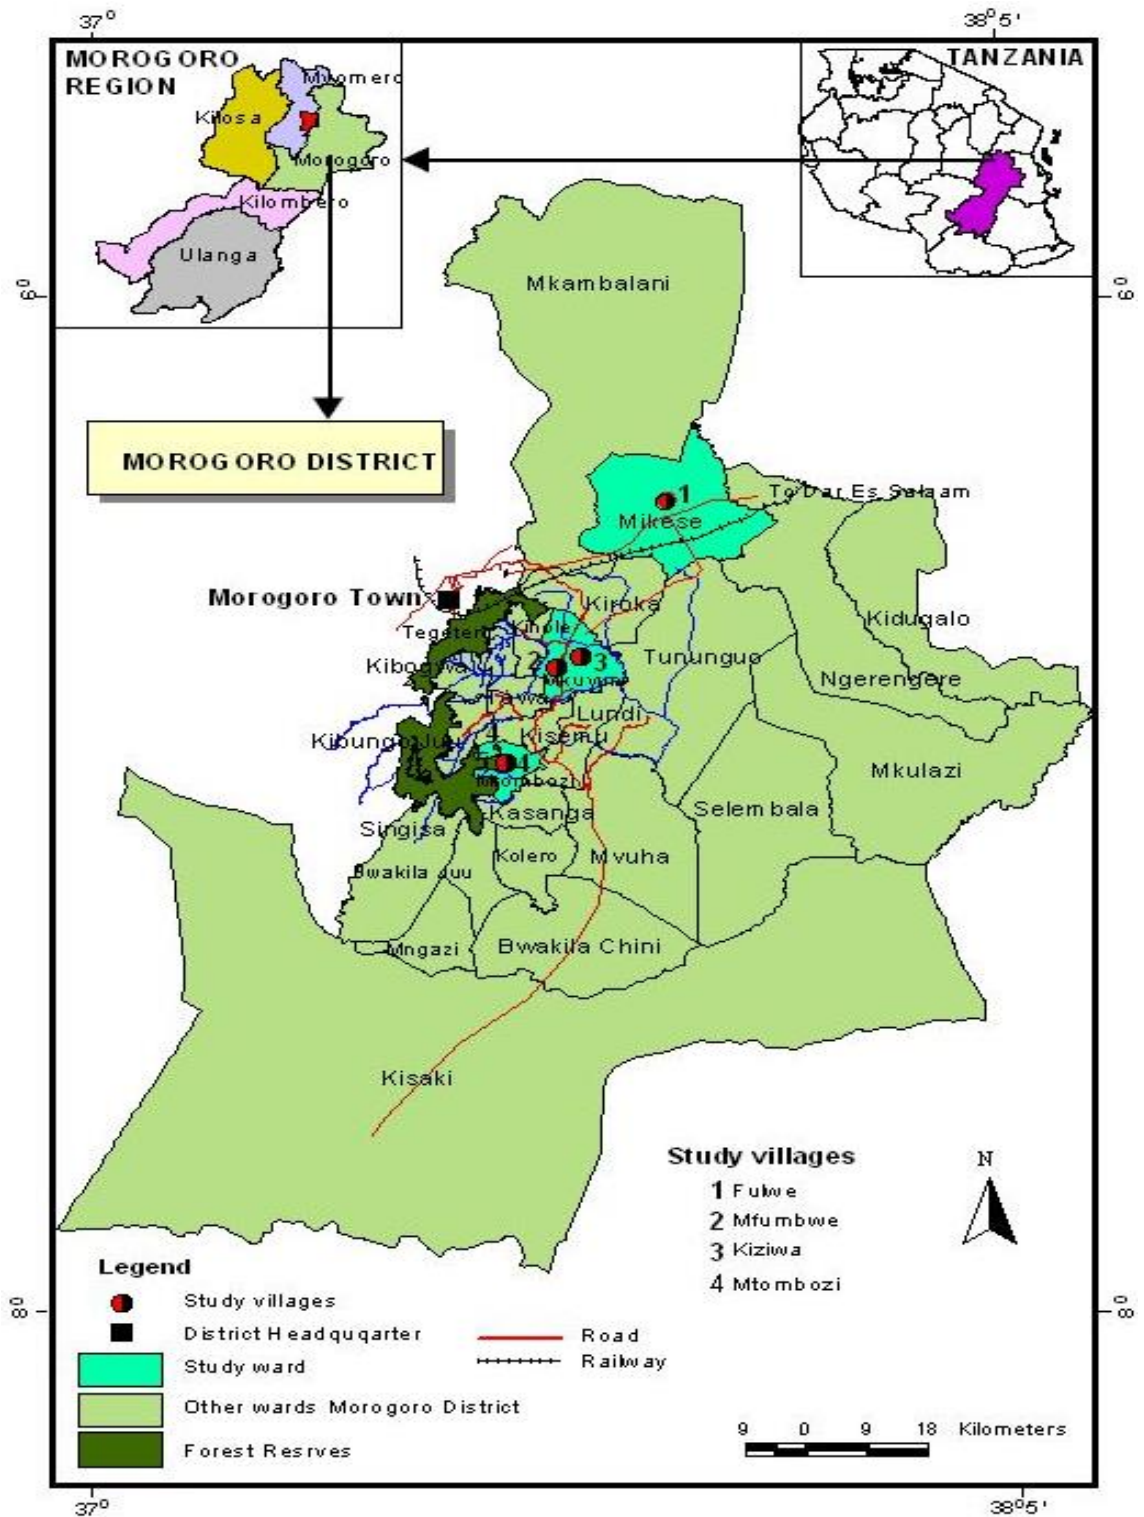 37°
38°5'
MOROGORO
REGION
Mvomero
Kilosa
Morogoro
Kilombero
Ulanga
TANZANIA
6°
6°
Mkambalani
MOROGORO DISTRICT
1
To Dar Es Salaam
Mikese
Morogoro Town
Kiroka
Kinole
Kidugalo
Kibogwa
2
3
Tununguo
Ngerengere
Lundi
Kibungo Juu
Kisemu
4
Mtombozi
Mkulazi
Selembala
Kasanga
Singisa
Kolero
Mvuha
Bwakila Juu
Mngazi
Bwakila Chini
Kisaki
Study villages
N
1 Fulwe
2 Mfumbwe
3 Kiziwa
4 Mtombozi
Legend
Study villages
District Headquqarter
Road
Study ward
Railway
Other wards Morogoro District
Forest Resrves
9 0 9 18 Kilometers
8°
8°
37°
38°5'